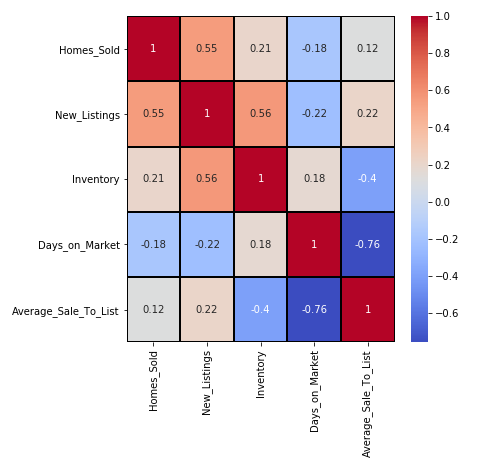 Homes_Sold 1 0.55 0.21 -0.18 0.12
New_Listings 0.55 1 0.56 -0.22 0.22
Inventory 0.21 0.56 1 0.18 -0.4
Days_on_Market -0.18 -0.22 0.18 1 -0.76
Average_Sale_To_List 0.12 0.22 -0.4 -0.76 1
Homes_Sold
New_Listings
Inventory
Days_on_Market
Average_Sale_To_List
1.0
0.8
0.6
0.4
0.2
0.0
-0.2
-0.4
-0.6